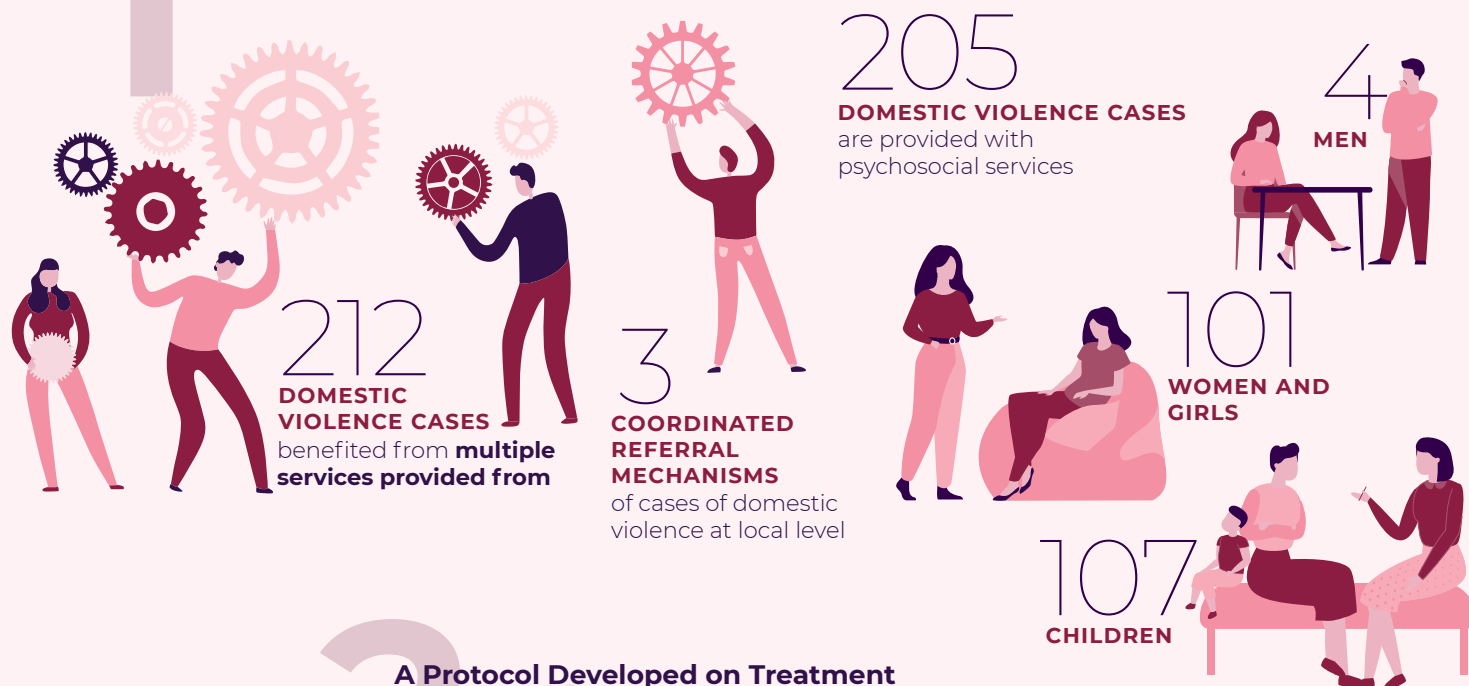 212
DOMESTIC
VIOLENCE CASES
benefited from multiple
services provided from
3
COORDINATED
REFERRAL
MECHANISMS
of cases of domestic
violence at local level
205
DOMESTIC VIOLENCE CASES
are provided with
psychosocial services
4
MEN
101
WOMEN AND
GIRLS
107
CHILDREN
A Protocol Developed on Treatment